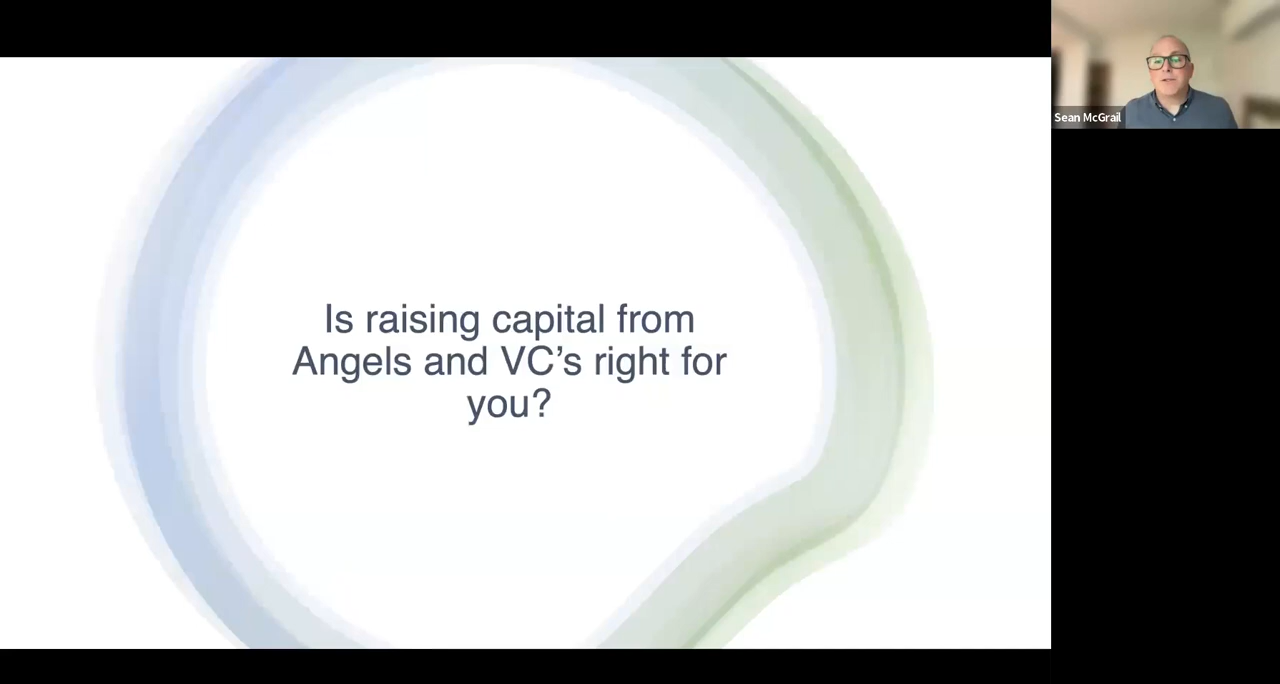 Is raising capital from
Angels and VC’s right for
you?
Sean McGrail